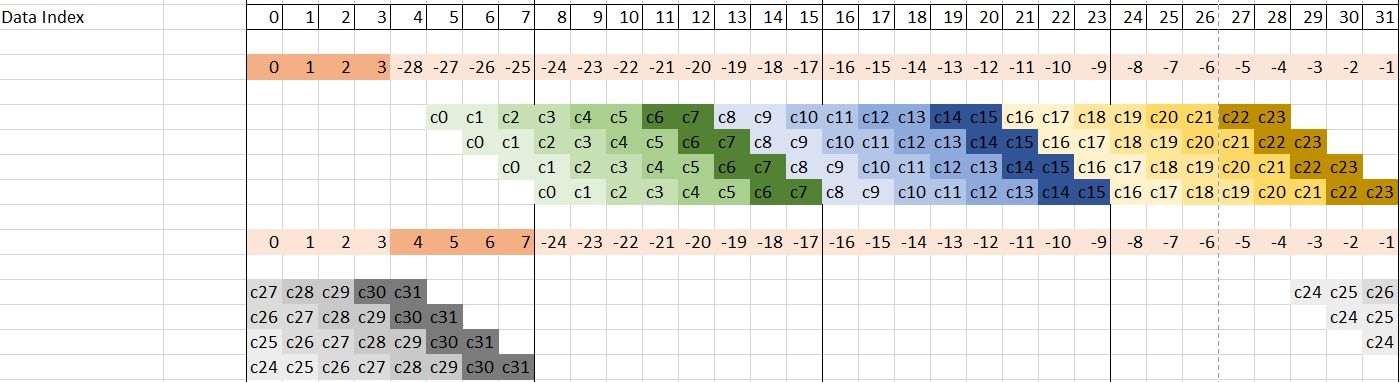 Data Index 0 1 2 3 4 5 6 7 8 9 10 11 12 13 14 15 16 17 18 19 20 21 22 23 24 25 26 27 28 29 30 31
0 1 2 3 -28 -27 -26 -25 -24 -23 -22 -21 -20 -19 -18 -17 -16 -15 -14 -13 -12 -11 -10 -9 -8 -7 -6 -5 -4 -3 -2 -1
c0 c1 c2 c3 c4 c5 c6 c7 c8 c9 c10 c11 c12 c13 c14 c15 c16 c17 c18 c19 c20 c21 c22 c23
c0 c1 c2 c3 c4 c5 c6 c7 c8 c9 c10 c11 c12 c13 c14 c15 c16 c17 c18 c19 c20 c21 c22 c23
c0 c1 c2 c3 c4 c5 c6 c7 c8 c9 c10 c11 c12 c13 c14 c15 c16 c17 c18 c19 c20 c21 c22 c23
c0 c1 c2 c3 c4 c5 c6 c7 c8 c9 c10 c11 c12 c13 c14 c15 c16 c17 c18 c19 c20 c21 c22 c23
0 1 2 3 4 5 6 7 -24 -23 -22 -21 -20 -19 -18 -17 -16 -15 -14 -13 -12 -11 -10 -9 -8 -7 -6 -5 -4 -3 -2 -1
c27 c28 c29 c30 c31 c24 c25 c26
c26 c27 c28 c29 c30 c31 c24 c25
c25 c26 c27 c28 c29 c30 c31 c24
c24 c25 c26 c27 c28 c29 c30 c31